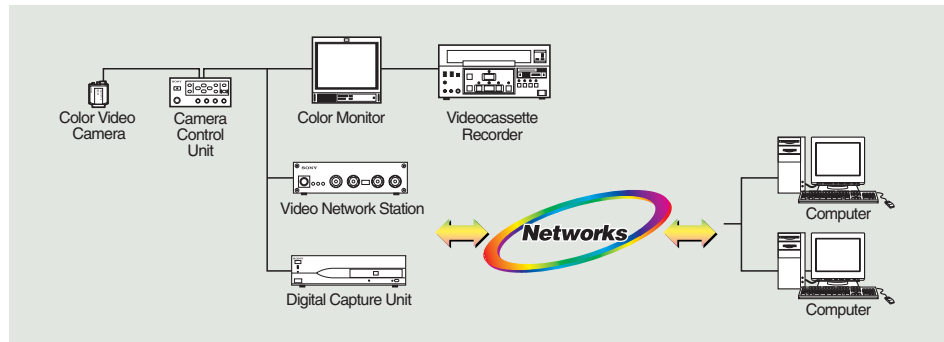 Color Video
Camera
Camera
Control
Unit
Color Monitor
Videocassette
Recorder
SONY
Video Network Station
Networks
Digital Capture Unit
Computer
Computer